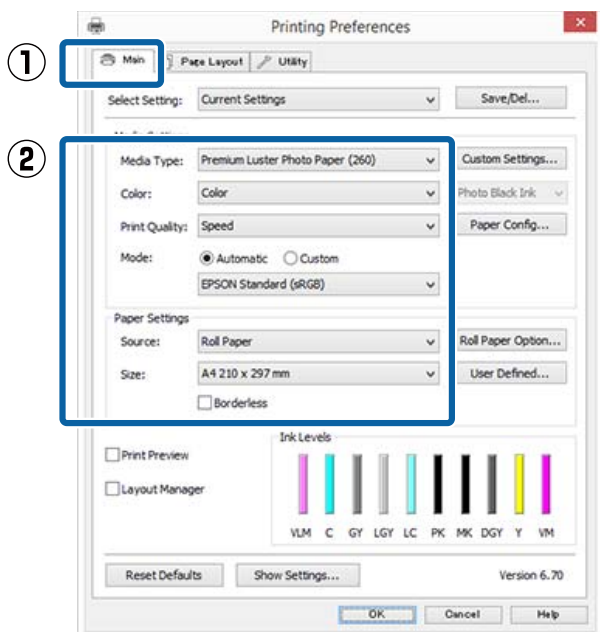 Printing Preferences
①
Main Page Layout Utility
Select Setting: Current Settings Save/Del...
②
Media Type: Premium Luster Photo Paper (260) Custom Settings...
Color: Color Photo Black Ink
Print Quality: Speed Paper Config...
Mode: Automatic Custom
EPSON Standard (sRGB)
Paper Settings
Source: Roll Paper Roll Paper Option...
Size: A4 210 x 297 mm User Defined...
Borderless
Ink Levels
Print Preview
Layout Manager
VLM C GY LGY LC PK MK DGY Y VM
Reset Defaults Show Settings... Version 6.70
OK Cancel Help